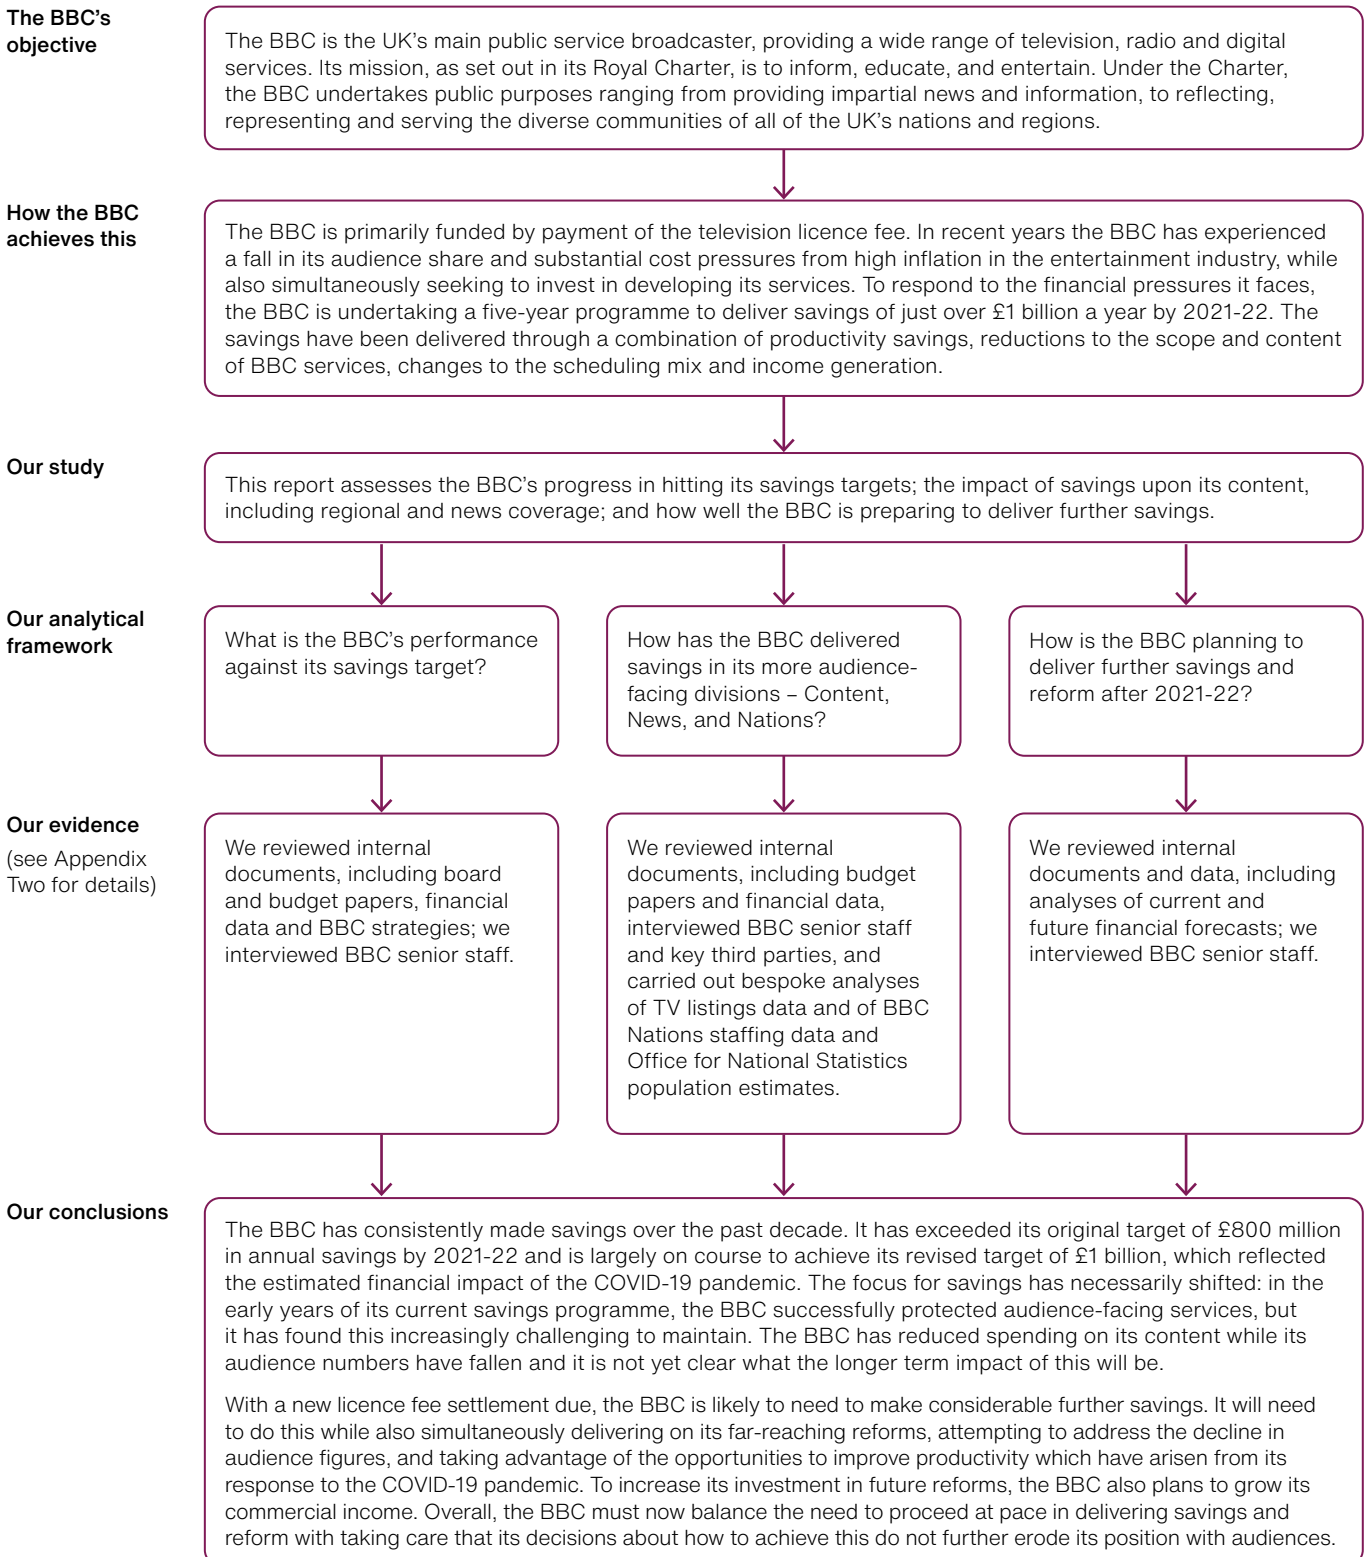 The BBC's
objective
The BBC is the UK's main public service broadcaster, providing a wide range of television, radio and digital
services. Its mission, as set out in its Royal Charter, is to inform, educate, and entertain. Under the Charter,
the BBC undertakes public purposes ranging from providing impartial news and information, to reflecting,
representing and serving the diverse communities of all of the UK's nations and regions.
How the BBC
achieves this
The BBC is primarily funded by payment of the television licence fee. In recent years the BBC has experienced
a fall in its audience share and substantial cost pressures from high inflation in the entertainment industry, while
also simultaneously seeking to invest in developing its services. To respond to the financial pressures it faces,
the BBC is undertaking a five-year programme to deliver savings of just over £1 billion a year by 2021-22. The
savings have been delivered through a combination of productivity savings, reductions to the scope and content
of BBC services, changes to the scheduling mix and income generation.
Our study
This report assesses the BBC's progress in hitting its savings targets; the impact of savings upon its content,
including regional and news coverage; and how well the BBC is preparing to deliver further savings.
Our analytical
framework
What is the BBC's performance
against its savings target?
How has the BBC delivered
savings in its more audience-
facing divisions – Content,
News, and Nations?
How is the BBC planning to
deliver further savings and
reform after 2021-22?
Our evidence
(see Appendix
Two for details)
We reviewed internal
documents, including board
and budget papers, financial
data and BBC strategies; we
interviewed BBC senior staff.
We reviewed internal
documents, including budget
papers and financial data,
interviewed BBC senior staff
and key third parties, and
carried out bespoke analyses
of TV listings data and of BBC
Nations staffing data and
Office for National Statistics
population estimates.
We reviewed internal
documents and data, including
analyses of current and
future financial forecasts; we
interviewed BBC senior staff.
Our conclusions
The BBC has consistently made savings over the past decade. It has exceeded its original target of £800 million
in annual savings by 2021-22 and is largely on course to achieve its revised target of £1 billion, which reflected
the estimated financial impact of the COVID-19 pandemic. The focus for savings has necessarily shifted: in the
early years of its current savings programme, the BBC successfully protected audience-facing services, but
it has found this increasingly challenging to maintain. The BBC has reduced spending on its content while its
audience numbers have fallen and it is not yet clear what the longer term impact of this will be.
With a new licence fee settlement due, the BBC is likely to need to make considerable further savings. It will need
to do this while also simultaneously delivering on its far-reaching reforms, attempting to address the decline in
audience figures, and taking advantage of the opportunities to improve productivity which have arisen from its
response to the COVID-19 pandemic. To increase its investment in future reforms, the BBC also plans to grow its
commercial income. Overall, the BBC must now balance the need to proceed at pace in delivering savings and
reform with taking care that its decisions about how to achieve this do not further erode its position with audiences.